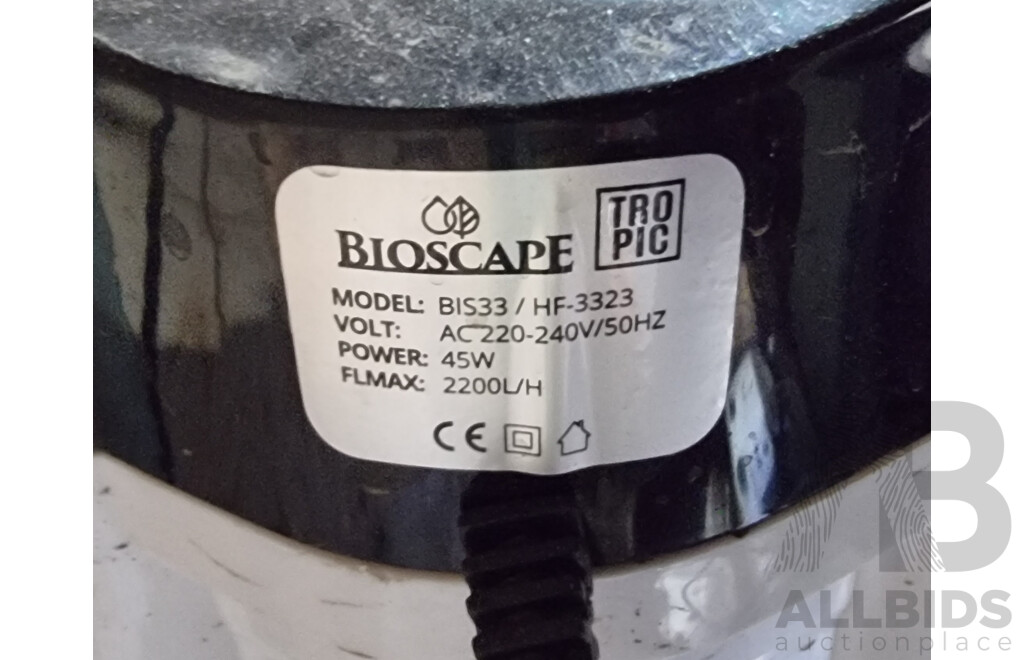 BIOSCAPE
TRO
PIC
MODEL: BIS33 / HF-3323
VOLT: AC 220-240V/50HZ
POWER: 45W
FLMAX: 2200L/H
CE
B
ALLBIDS
auctionplace